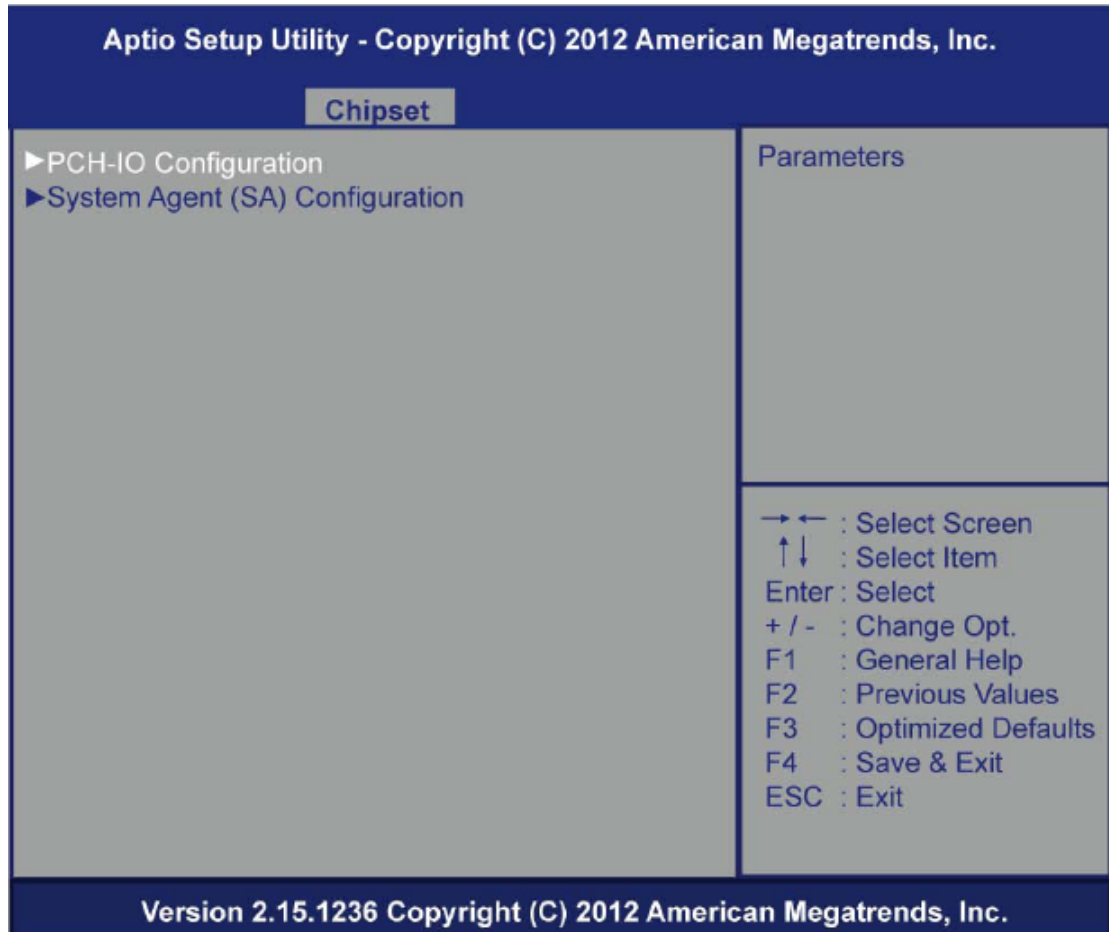 Aptio Setup Utility - Copyright (C) 2012 American Megatrends, Inc.
Chipset
►PCH-IO Configuration
►System Agent (SA) Configuration
Parameters
→← : Select Screen
↑↓ : Select Item
Enter : Select
+ / - : Change Opt.
F1 : General Help
F2 : Previous Values
F3 : Optimized Defaults
F4 : Save & Exit
ESC : Exit
Version 2.15.1236 Copyright (C) 2012 American Megatrends, Inc.